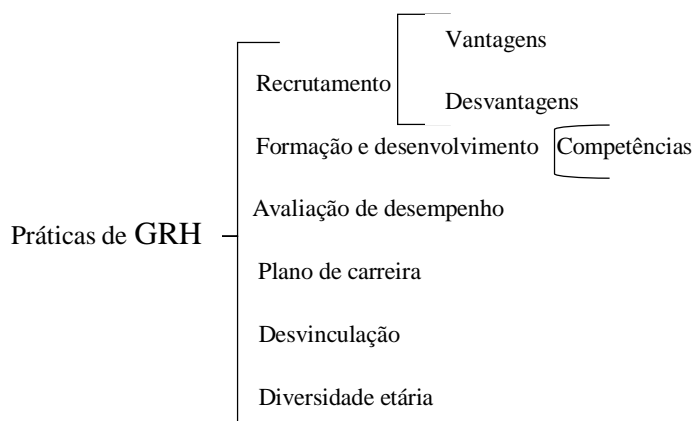 Práticas de GRH
Recrutamento
Vantagens
Desvantagens
Formação e desenvolvimento
Competências
Avaliação de desempenho
Plano de carreira
Desvinculação
Diversidade etária